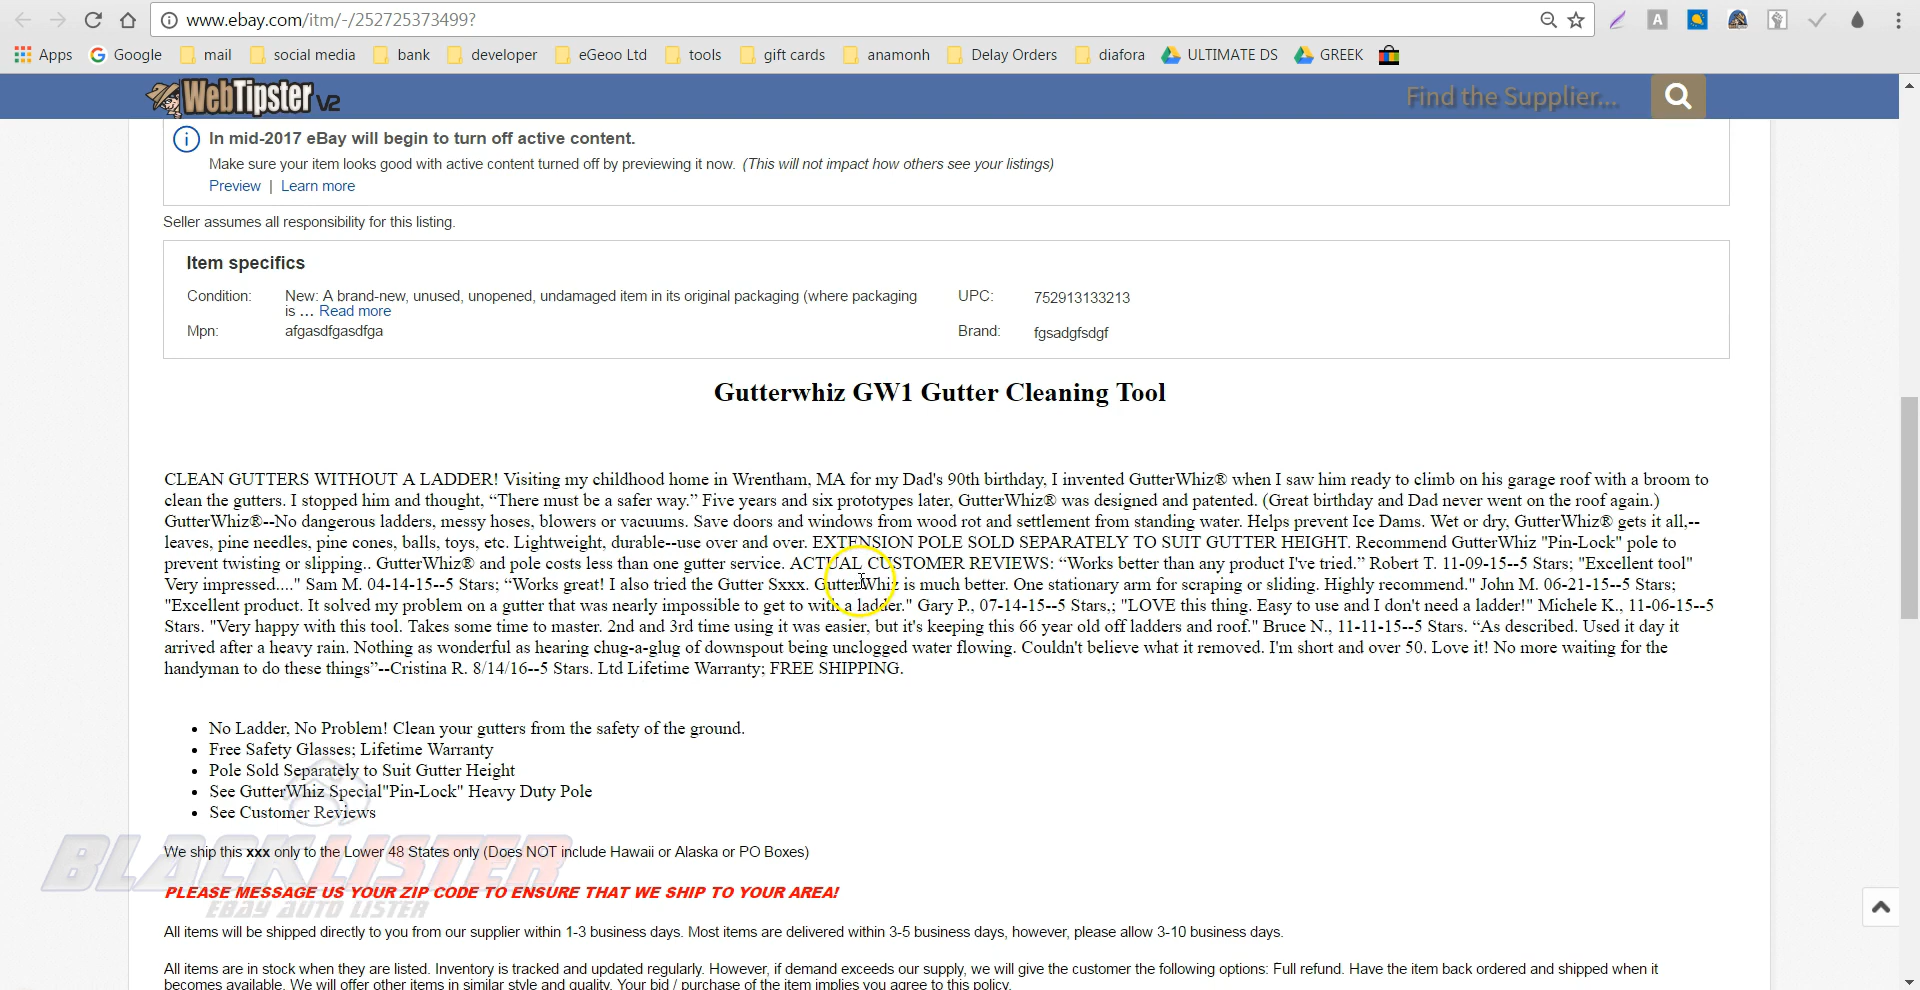 www.ebay.com/itm/-/252725373499?
Apps Google mail social media bank developer eGeoo Ltd tools gift cards anamonh Delay Orders diafora ULTIMATE DS GREEK
WebTipster V2 Find the Supplier...
In mid-2017 eBay will begin to turn off active content.
Make sure your item looks good with active content turned off by previewing it now. (This will not impact how others see your listings)
Preview | Learn more
Seller assumes all responsibility for this listing.
Item specifics
Condition: New: A brand-new, unused, unopened, undamaged item in its original packaging (where packaging UPC: 752913133213
is ... Read more
Mpn: afgasdfgasdfga Brand: fgsadgfsdgf
Gutterwhiz GW1 Gutter Cleaning Tool
CLEAN GUTTERS WITHOUT A LADDER! Visiting my childhood home in Wrentham, MA for my Dad's 90th birthday, I invented GutterWhiz® when I saw him ready to climb on his garage roof with a broom to
clean the gutters. I stopped him and thought, “There must be a safer way.” Five years and six prototypes later, GutterWhiz® was designed and patented. (Great birthday and Dad never went on the roof again.)
GutterWhiz®--No dangerous ladders, messy hoses, blowers or vacuums. Save doors and windows from wood rot and settlement from standing water. Helps prevent Ice Dams. Wet or dry, GutterWhiz® gets it all,--
leaves, pine needles, pine cones, balls, toys, etc. Lightweight, durable--use over and over. EXTENSION POLE SOLD SEPARATELY TO SUIT GUTTER HEIGHT. Recommend GutterWhiz "Pin-Lock" pole to
prevent twisting or slipping.. GutterWhiz® and pole costs less than one gutter service. ACTUAL CUSTOMER REVIEWS: “Works better than any product I've tried.” Robert T. 11-09-15--5 Stars; "Excellent tool"
Very impressed...." Sam M. 04-14-15--5 Stars; “Works great! I also tried the Gutter Sxxx. GutterWhiz is much better. One stationary arm for scraping or sliding. Highly recommend." John M. 06-21-15--5 Stars;
"Excellent product. It solved my problem on a gutter that was nearly impossible to get to with a ladder." Gary P., 07-14-15--5 Stars,; "LOVE this thing. Easy to use and I don't need a ladder!" Michele K., 11-06-15--5
Stars. "Very happy with this tool. Takes some time to master. 2nd and 3rd time using it was easier, but it's keeping this 66 year old off ladders and roof." Bruce N., 11-11-15--5 Stars. “As described. Used it day it
arrived after a heavy rain. Nothing as wonderful as hearing chug-a-glug of downspout being unclogged water flowing. Couldn't believe what it removed. I'm short and over 50. Love it! No more waiting for the
handyman to do these things”--Cristina R. 8/14/16--5 Stars. Ltd Lifetime Warranty; FREE SHIPPING.
No Ladder, No Problem! Clean your gutters from the safety of the ground.
Free Safety Glasses; Lifetime Warranty
Pole Sold Separately to Suit Gutter Height
See GutterWhiz Special"Pin-Lock" Heavy Duty Pole
See Customer Reviews
We ship this xxx only to the Lower 48 States only (Does NOT include Hawaii or Alaska or PO Boxes)
BLACKLISTER
PLEASE MESSAGE US YOUR ZIP CODE TO ENSURE THAT WE SHIP TO YOUR AREA!
EBAY AUTO LISTER
All items will be shipped directly to you from our supplier within 1-3 business days. Most items are delivered within 3-5 business days, however, please allow 3-10 business days.
All items are in stock when they are listed. Inventory is tracked and updated regularly. However, if demand exceeds our supply, we will give the customer the following options: Full refund. Have the item back ordered and shipped when it
becomes available. We will offer other items in similar style and quality. Your bid / purchase of the item implies you agree to this policy.